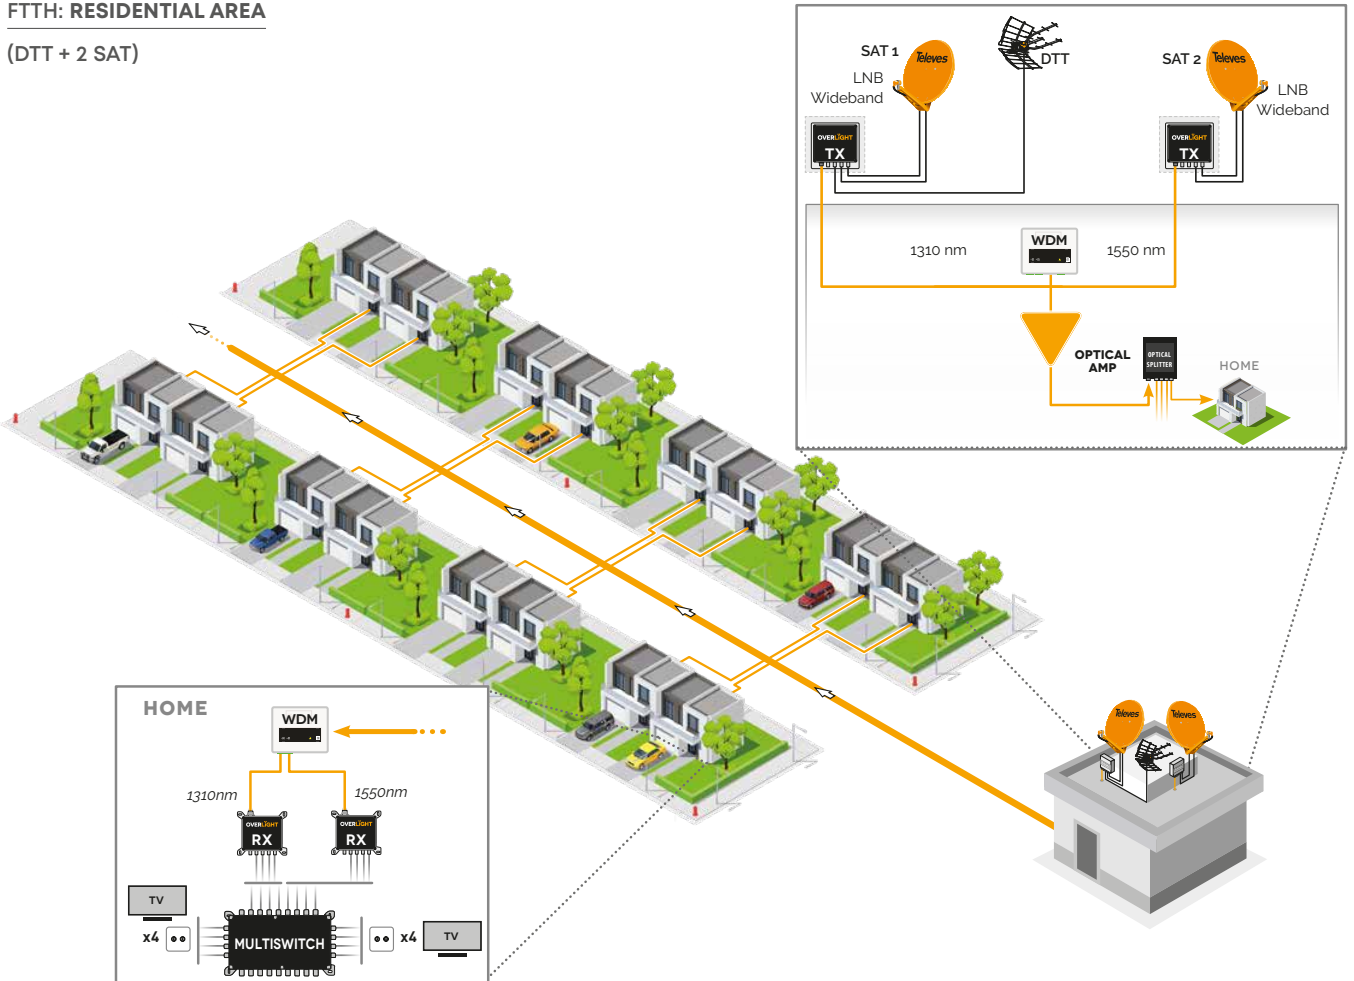 FTTH: RESIDENTIAL AREA
(DTT + 2 SAT)
SAT 1
Televes
LNB
Wideband
DTT
SAT 2
Televes
LNB
Wideband
OVERLIGHT
TX
OVERLIGHT
TX
1310 nm
WDM
1550 nm
OPTICAL
AMP
OPTICAL
SPLITTER
HOME
Televes
Televes
HOME
WDM
1310nm
1550nm
OVERLIGHT
RX
OVERLIGHT
RX
TV
x4
MULTISWITCH
x4
TV